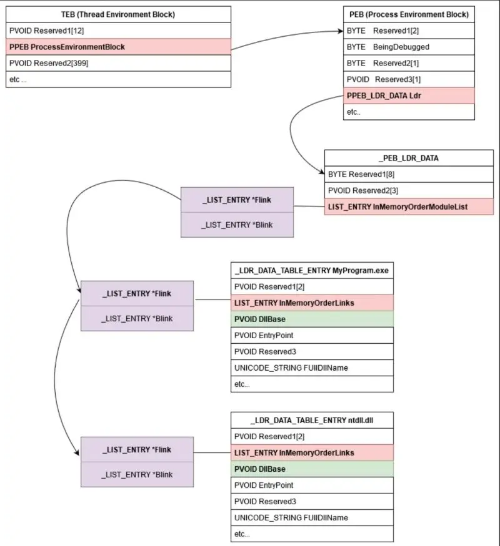 TEB (Thread Environment Block)
PVOID Reserved1[12]
PPEB ProcessEnvironmentBlock
PVOID Reserved2[399]
etc ..
PEB (Process Environment Block)
BYTE Reserved1[2]
BYTE BeingDebugged
BYTE Reserved2[1]
PVOID Reserved3[1]
PPEB_LDR_DATA Ldr
etc..
_PEB_LDR_DATA
BYTE Reserved1[8]
PVOID Reserved2[3]
LIST_ENTRY InMemoryOrderModuleList
_LIST_ENTRY *Flink
_LIST_ENTRY *Blink
_LIST_ENTRY *Flink
_LIST_ENTRY *Blink
_LDR_DATA_TABLE_ENTRY MyProgram.exe
PVOID Reserved1[2]
LIST_ENTRY InMemoryOrderLinks
PVOID DllBase
PVOID EntryPoint
PVOID Reserved3
UNICODE_STRING FUllDllName
etc..
_LIST_ENTRY *Flink
_LIST_ENTRY *Blink
_LDR_DATA_TABLE_ENTRY ntdll.dll
PVOID Reserved1[2]
LIST_ENTRY InMemoryOrderLinks
PVOID DllBase
PVOID EntryPoint
PVOID Reserved3
UNICODE_STRING FUllDllName
etc..